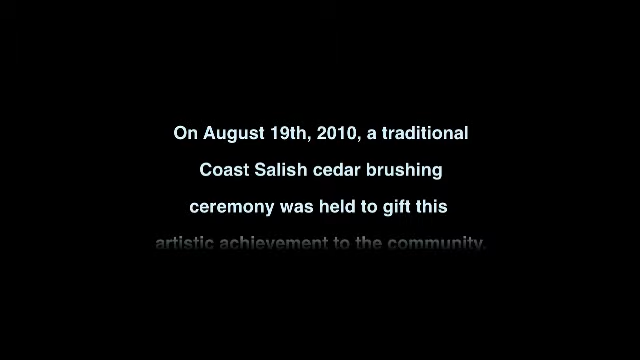 On August 19th, 2010, a traditional
Coast Salish cedar brushing
ceremony was held to gift this
artistic achievement to the community.